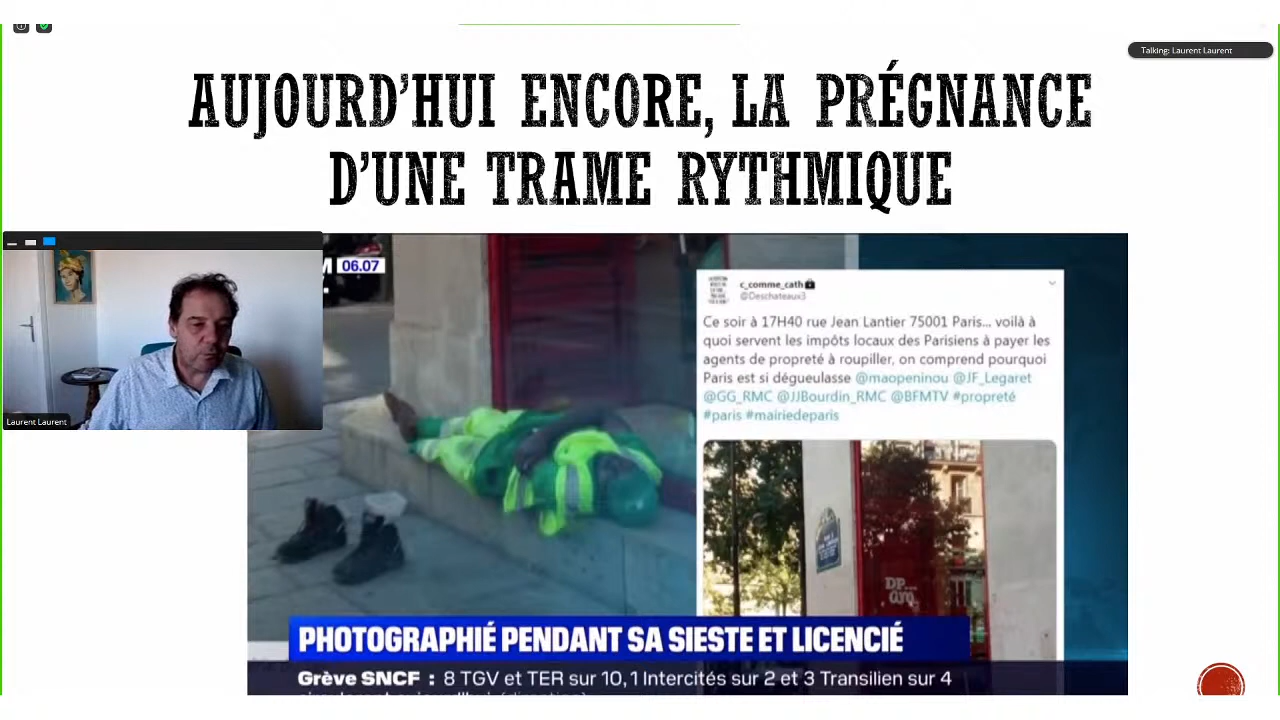 Talking: Laurent Laurent
AUJOURD'HUI ENCORE, LA PRÉGNANCE
D'UNE TRAME RYTHMIQUE
Laurent Laurent
M 06.07
c_comme_cath
@Deschateaux3
Ce soir à 17H40 rue Jean Lantier 75001 Paris... voilà à
quoi servent les impôts locaux des Parisiens à payer les
agents de propreté à roupiller, on comprend pourquoi
Paris est si dégueulasse @maopeninou @JF_Legaret
@GG_RMC @JJBourdin_RMC @BFMTV #propreté
#paris #mairiedeparis
PHOTOGRAPHIÉ PENDANT SA SIESTE ET LICENCIÉ
Grève SNCF : 8 TGV et TER sur 10, 1 Intercités sur 2 et 3 Transilien sur 4